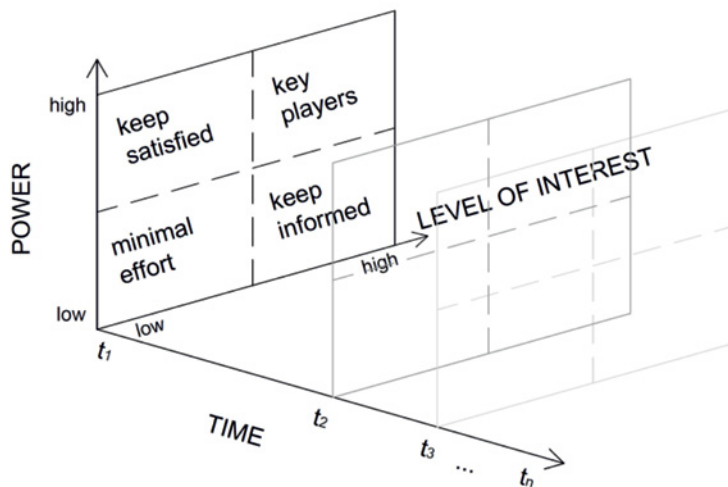 high
keep
satisfied
key
players
POWER
minimal
effort
keep
informed
LEVEL OF INTEREST
high
low
low
t1
TIME
t2
t3
...
tn